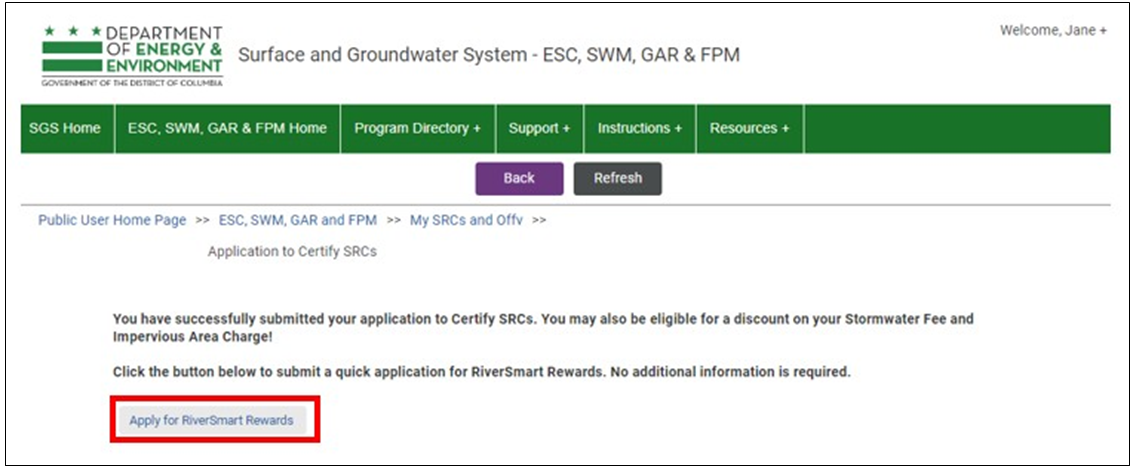 DEPARTMENT
OF ENERGY &
ENVIRONMENT
GOVERNMENT OF THE DISTRICT OF COLUMBIA
Surface and Groundwater System - ESC, SWM, GAR & FPM
Welcome, Jane +
SGS Home ESC, SWM, GAR & FPM Home Program Directory + Support + Instructions + Resources +
Back Refresh
Public User Home Page >> ESC, SWM, GAR and FPM >> My SRCs and Offv >>
Application to Certify SRCs
You have successfully submitted your application to Certify SRCs. You may also be eligible for a discount on your Stormwater Fee and
Impervious Area Charge!
Click the button below to submit a quick application for RiverSmart Rewards. No additional information is required.
Apply for RiverSmart Rewards